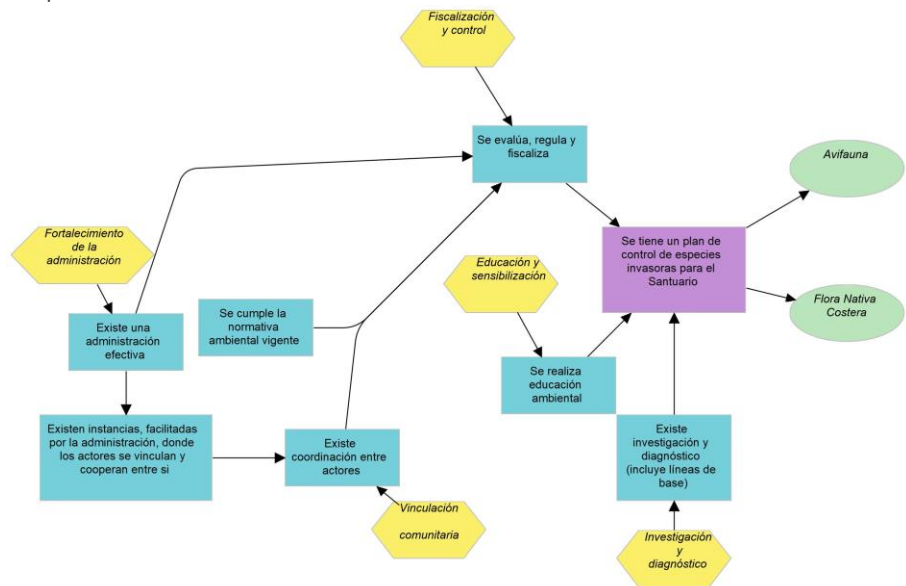 Fiscalización
y control
Se evalúa, regula y
fiscaliza
Avifauna
Fortalecimiento
de la
administración
Se tiene un plan de
control de especies
invasoras para el
Santuario
Educación y
sensibilización
Se cumple la
normativa
ambiental vigente
Flora Nativa
Costera
Existe una
administración
efectiva
Se realiza
educación
ambiental
Existen instancias, facilitadas
por la administración, donde
los actores se vinculan y
cooperan entre si
Existe
coordinación entre
actores
Existe
investigación y
diagnóstico
(incluye líneas de
base)
Vinculación
comunitaria
Investigación
y
diagnóstico